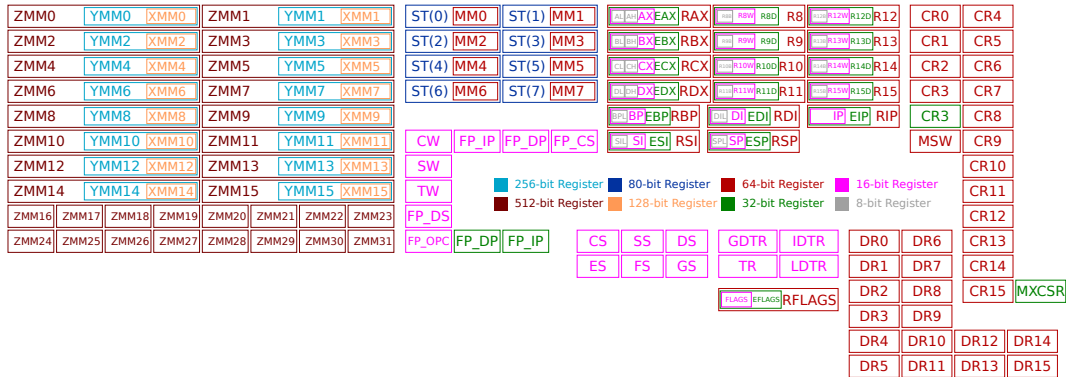 ZMM0 YMM0 XMM0 ZMM1 YMM1 XMM1 ST(0) MM0 ST(1) MM1 AL AH AX EAX RAX R8B R8W R8D R8 R12B R12W R12D R12 CR0 CR4
ZMM2 YMM2 XMM2 ZMM3 YMM3 XMM3 ST(2) MM2 ST(3) MM3 BL BH BX EBX RBX R9B R9W R9D R9 R13B R13W R13D R13 CR1 CR5
ZMM4 YMM4 XMM4 ZMM5 YMM5 XMM5 ST(4) MM4 ST(5) MM5 CL CH CX ECX RCX R10B R10W R10D R10 R14B R14W R14D R14 CR2 CR6
ZMM6 YMM6 XMM6 ZMM7 YMM7 XMM7 ST(6) MM6 ST(7) MM7 DL DH DX EDX RDX R11B R11W R11D R11 R15B R15W R15D R15 CR3 CR7
ZMM8 YMM8 XMM8 ZMM9 YMM9 XMM9 BPL BP EBP RBP DIL DI EDI RDI IP EIP RIP CR3 CR8
ZMM10 YMM10 XMM10 ZMM11 YMM11 XMM11 CW FP_IP FP_DP FP_CS SIL SI ESI RSI SPL SP ESP RSP MSW CR9
ZMM12 YMM12 XMM12 ZMM13 YMM13 XMM13 SW CR10
ZMM14 YMM14 XMM14 ZMM15 YMM15 XMM15 TW 256-bit Register 80-bit Register 64-bit Register 16-bit Register CR11
ZMM16 ZMM17 ZMM18 ZMM19 ZMM20 ZMM21 ZMM22 ZMM23 FP_DS 512-bit Register 128-bit Register 32-bit Register 8-bit Register CR12
ZMM24 ZMM25 ZMM26 ZMM27 ZMM28 ZMM29 ZMM30 ZMM31 FP_OPC FP_DP FP_IP CS SS DS GDTR IDTR DR0 DR6 CR13
ES FS GS TR LDTR DR1 DR7 CR14
FLAGS EFLAGS RFLAGS DR2 DR8 CR15 MXCSR
DR3 DR9
DR4 DR10 DR12 DR14
DR5 DR11 DR13 DR15